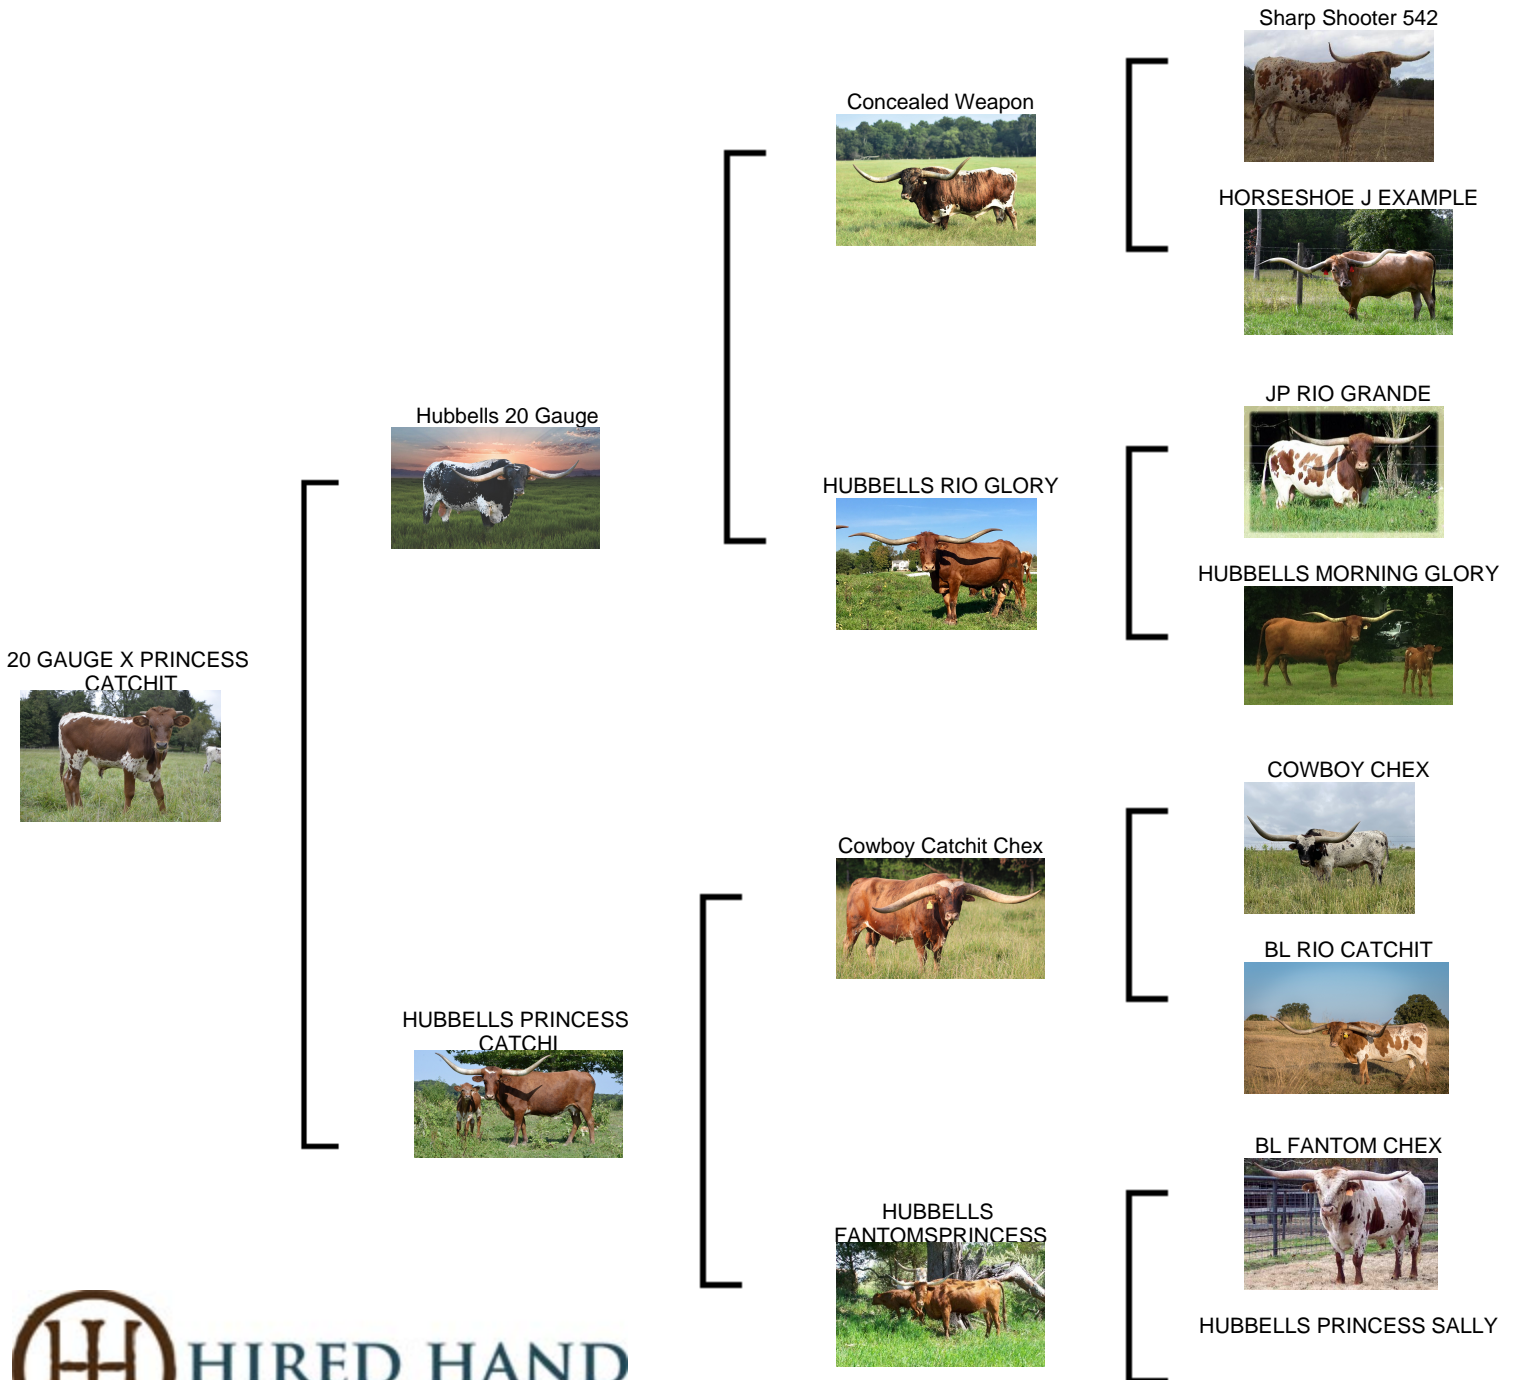 Sharp Shooter 542
Concealed Weapon
HORSESHOE J EXAMPLE
JP RIO GRANDE
Hubbells 20 Gauge
HUBBELLS RIO GLORY
HUBBELLS MORNING GLORY
20 GAUGE X PRINCESS
CATCHIT
COWBOY CHEX
Cowboy Catchit Chex
BL RIO CATCHIT
HUBBELLS PRINCESS
CATCHI
BL FANTOM CHEX
HUBBELLS
FANTOMSPRINCESS
HUBBELLS PRINCESS SALLY
HIRED HAND